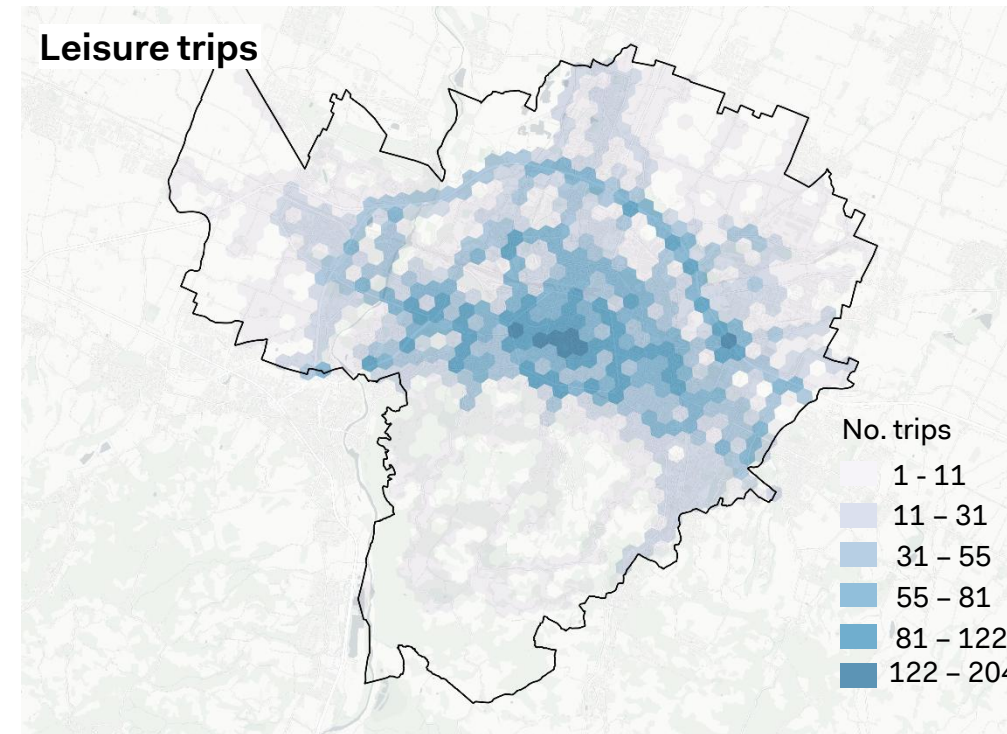 Leisure trips
No. trips
1 - 11
11 – 31
31 – 55
55 – 81
81 – 122
122 – 204